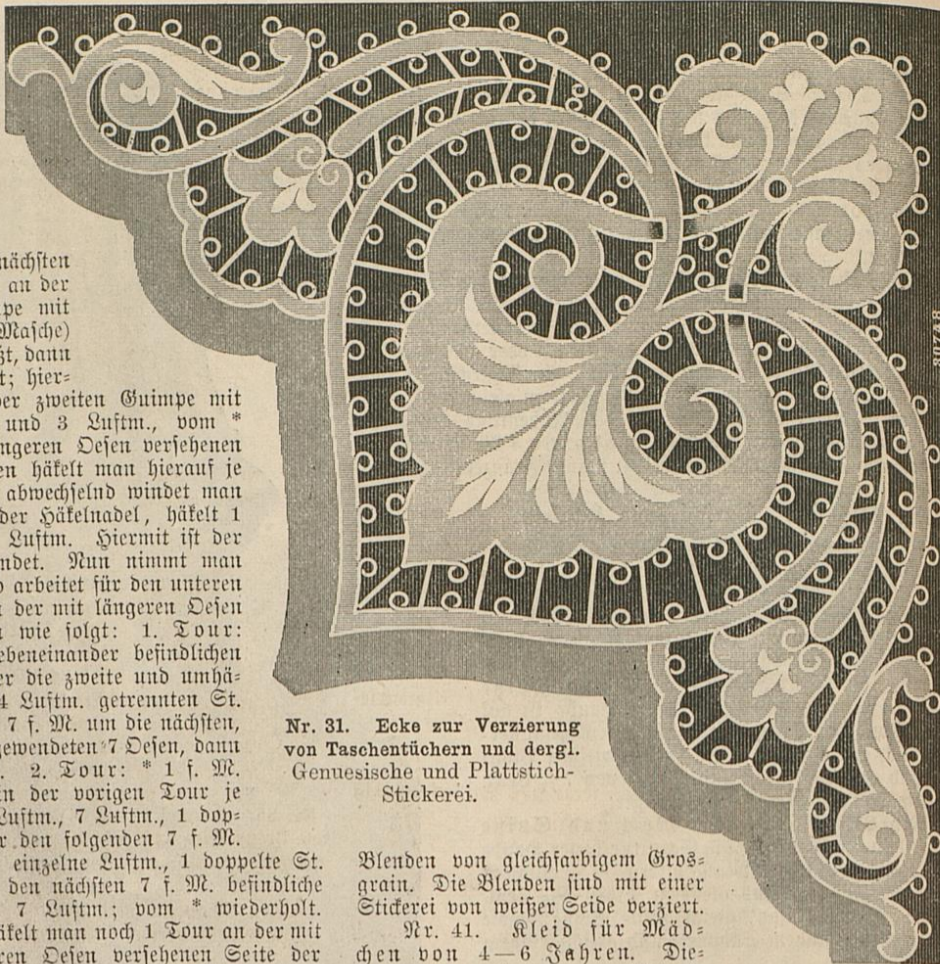 nächſten
an der
pe mit
Maſche)
zt, dann
t; hier=
er zweiten Guimpe mit
und 3 Luftm., vom *
ngeren Oeſen verſehenen
en häkelt man hierauf je
abwechſelnd windet man
der Häkelnadel, häkelt 1
Luftm. Hiermit iſt der
ndet. Nun nimmt man
arbeitet für den unteren
der mit längeren Oeſen
wie folgt: 1. Tour:
ebeneinander befindlichen
er die zweite und umhä=
4 Luftm. getrennten St.
7 f. M. um die nächſten,
gewendeten 7 Oeſen, dann
2. Tour: * 1 f. M.
in der vorigen Tour je
Luftm., 7 Luftm., 1 dop=
r den folgenden 7 f. M.
einzelne Luftm., 1 doppelte St.
den nächſten 7 f. M. befindliche
7 Luftm.; vom * wiederholt.
äkelt man noch 1 Tour an der mit
ren Oeſen verſehenen Seite der
Nr. 31. Ecke zur Verzierung
von Taschentüchern und dergl.
Genuesische und Plattstich-
Stickerei.
Blenden von gleichfarbigem Gros=
grain. Die Blenden ſind mit einer
Stickerei von weißer Seide verziert.
Nr. 41. Kleid für Mäd=
chen von 4—6 Jahren. Die=